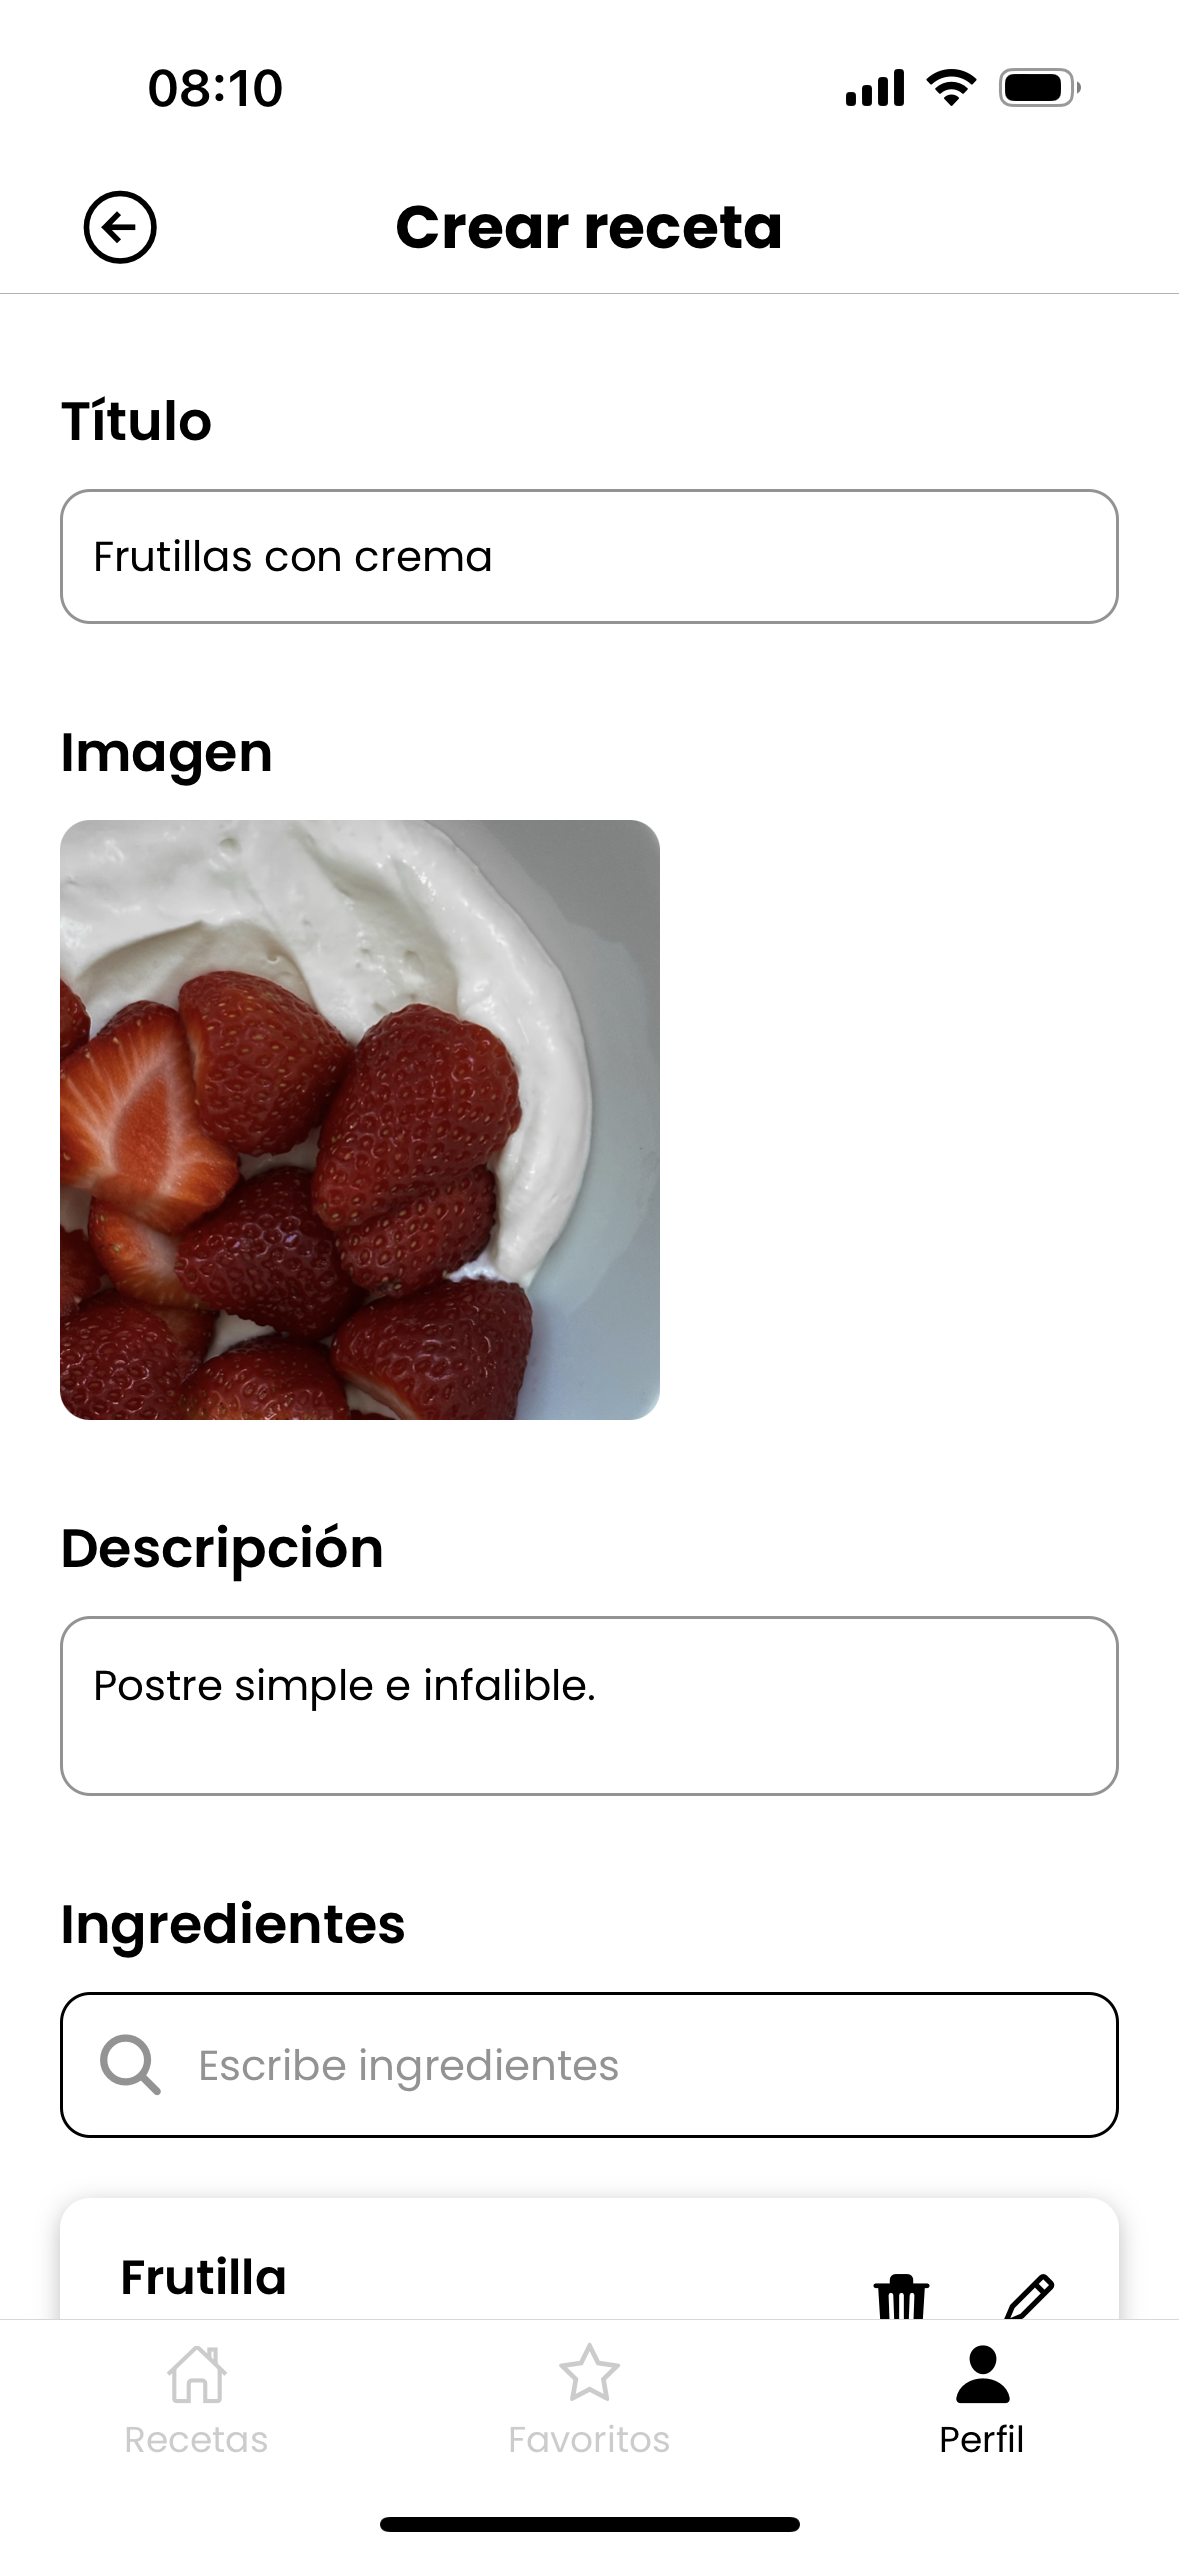 08:10
Crear receta
Título
Frutillas con crema
Imagen
Descripción
Postre simple e infalible.
Ingredientes
Escribe ingredientes
Frutilla
Recetas
Favoritos
Perfil